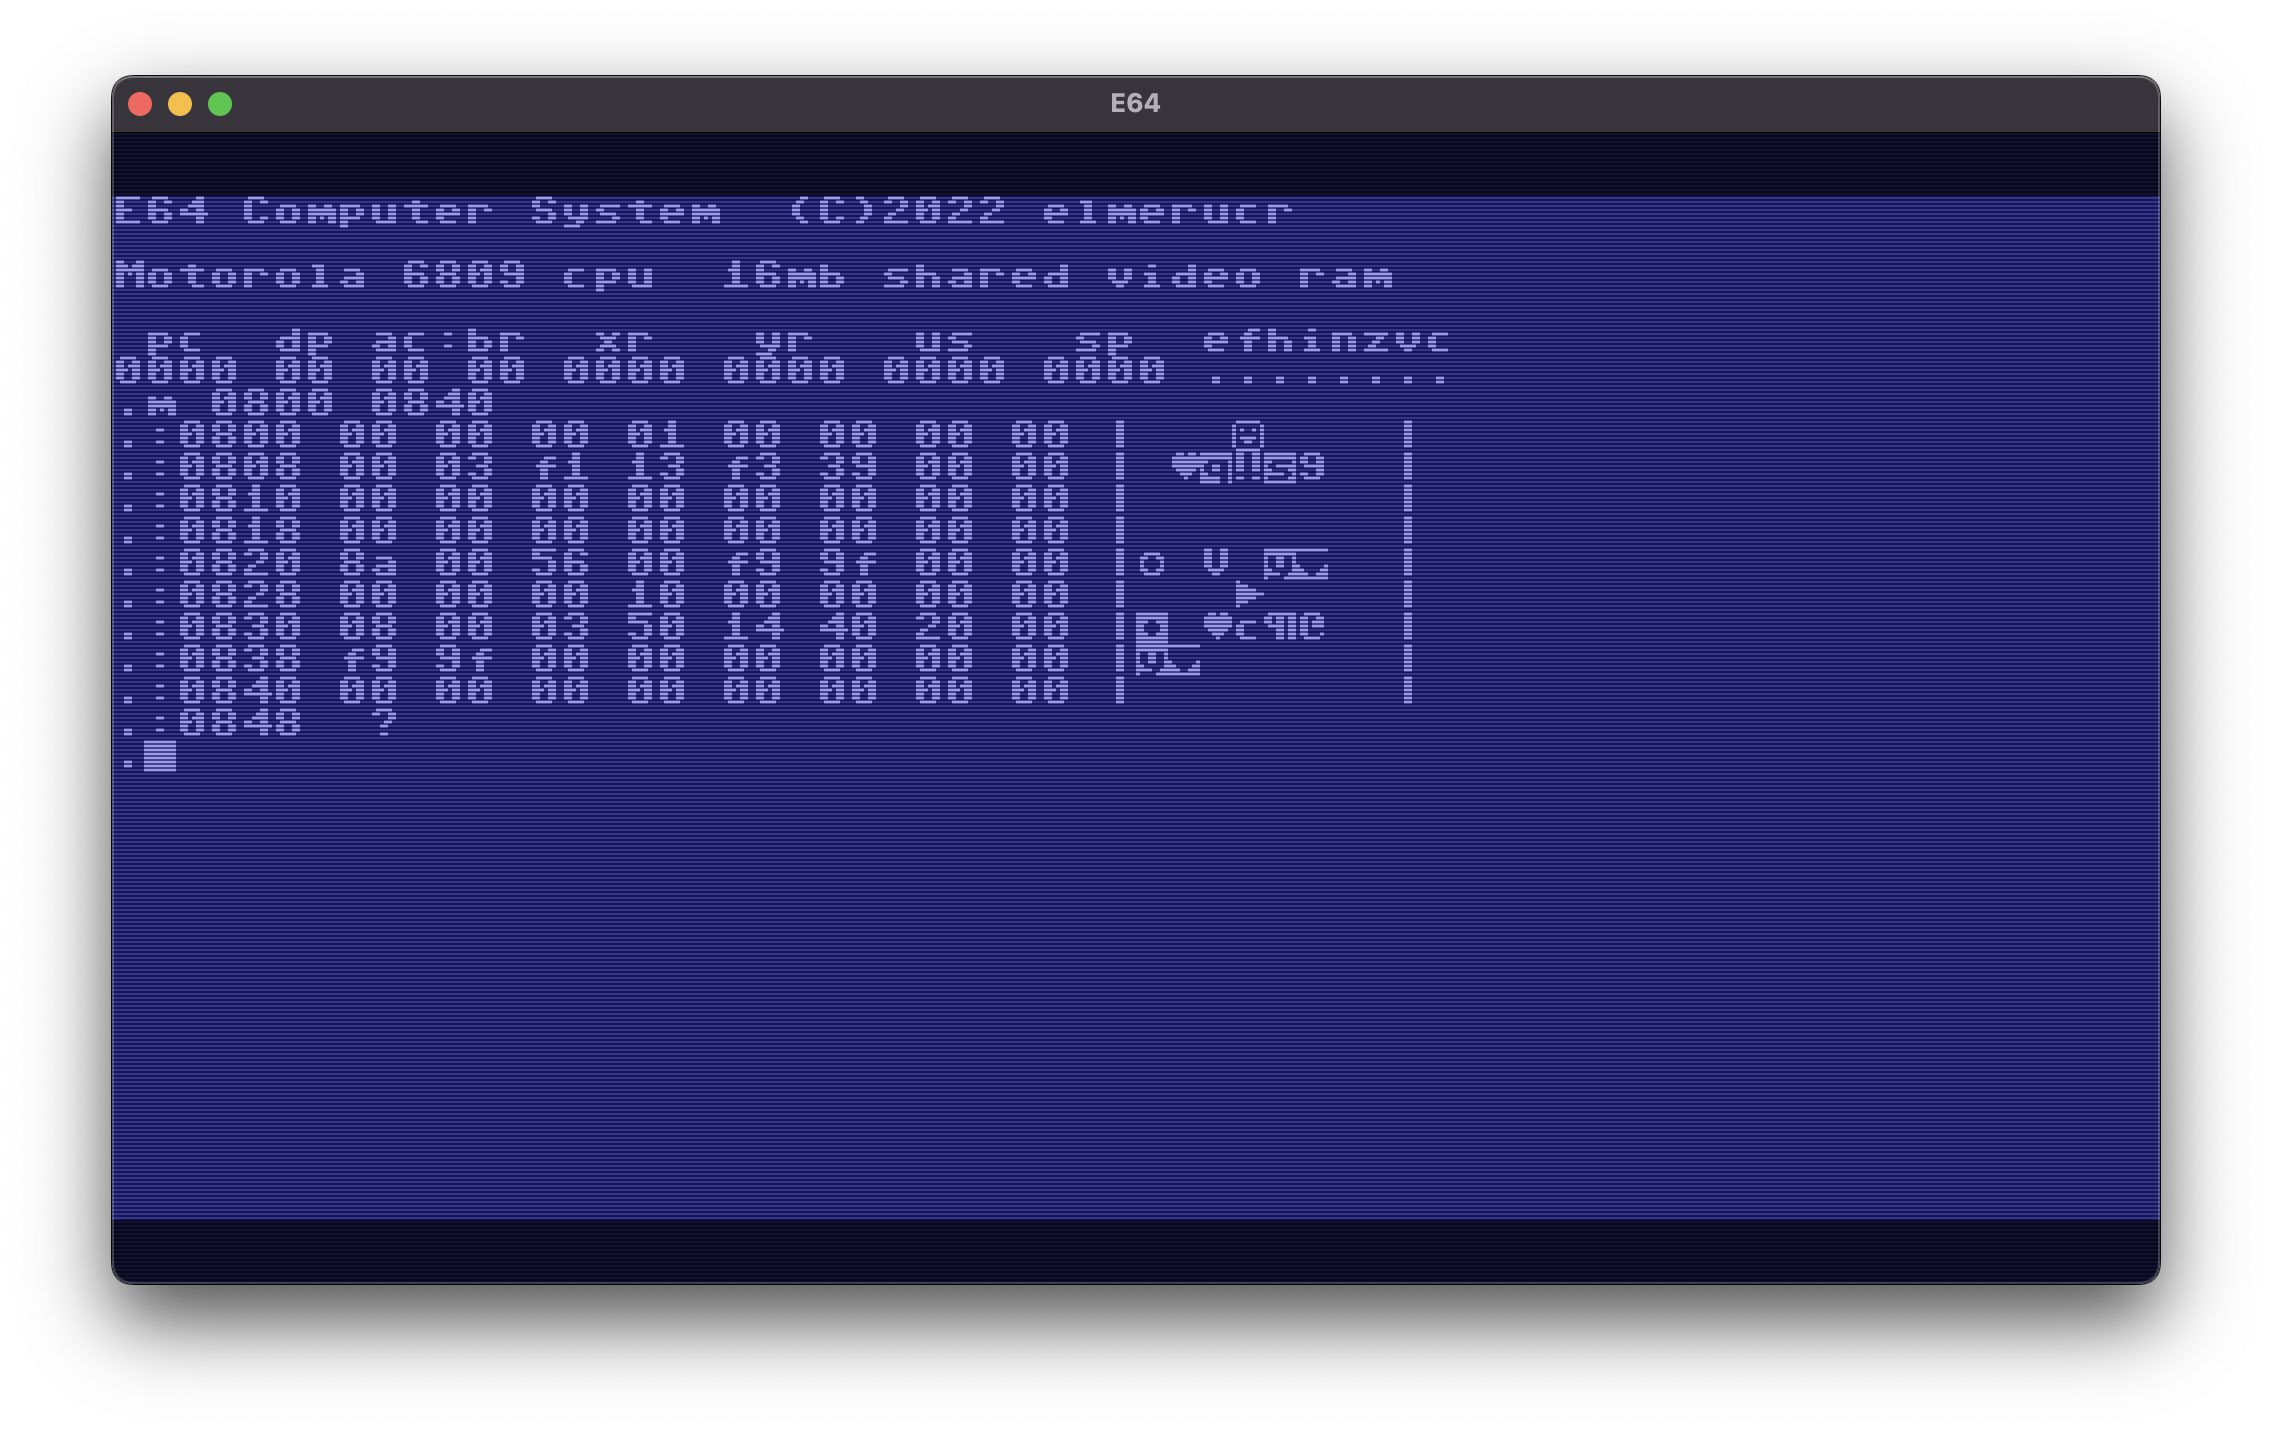 E64
E64 Computer System  (C)2022 elmerucr
Motorola 6809 cpu  16mb shared video ram
pc dp ac:br xr yr us sp efhinzvc
0000 00 00 00 0000 0000 0000 0000 ........
.m 0800 0840
.:0800 00 00 00 01 00 00 00 00 | ☺ |
.:0808 00 03 f1 13 f3 39 00 00 | ♥ 9 |
.:0810 00 00 00 00 00 00 00 00 | |
.:0818 00 00 00 00 00 00 00 00 | |
.:0820 8a 00 56 00 f9 9f 00 00 | o V |
.:0828 00 00 00 10 00 00 00 00 | ► |
.:0830 08 00 03 50 14 40 20 00 | ◘ ♥c¶@ |
.:0838 f9 9f 00 00 00 00 00 00 | |
.:0840 00 00 00 00 00 00 00 00 | |
.:0848 ?
.